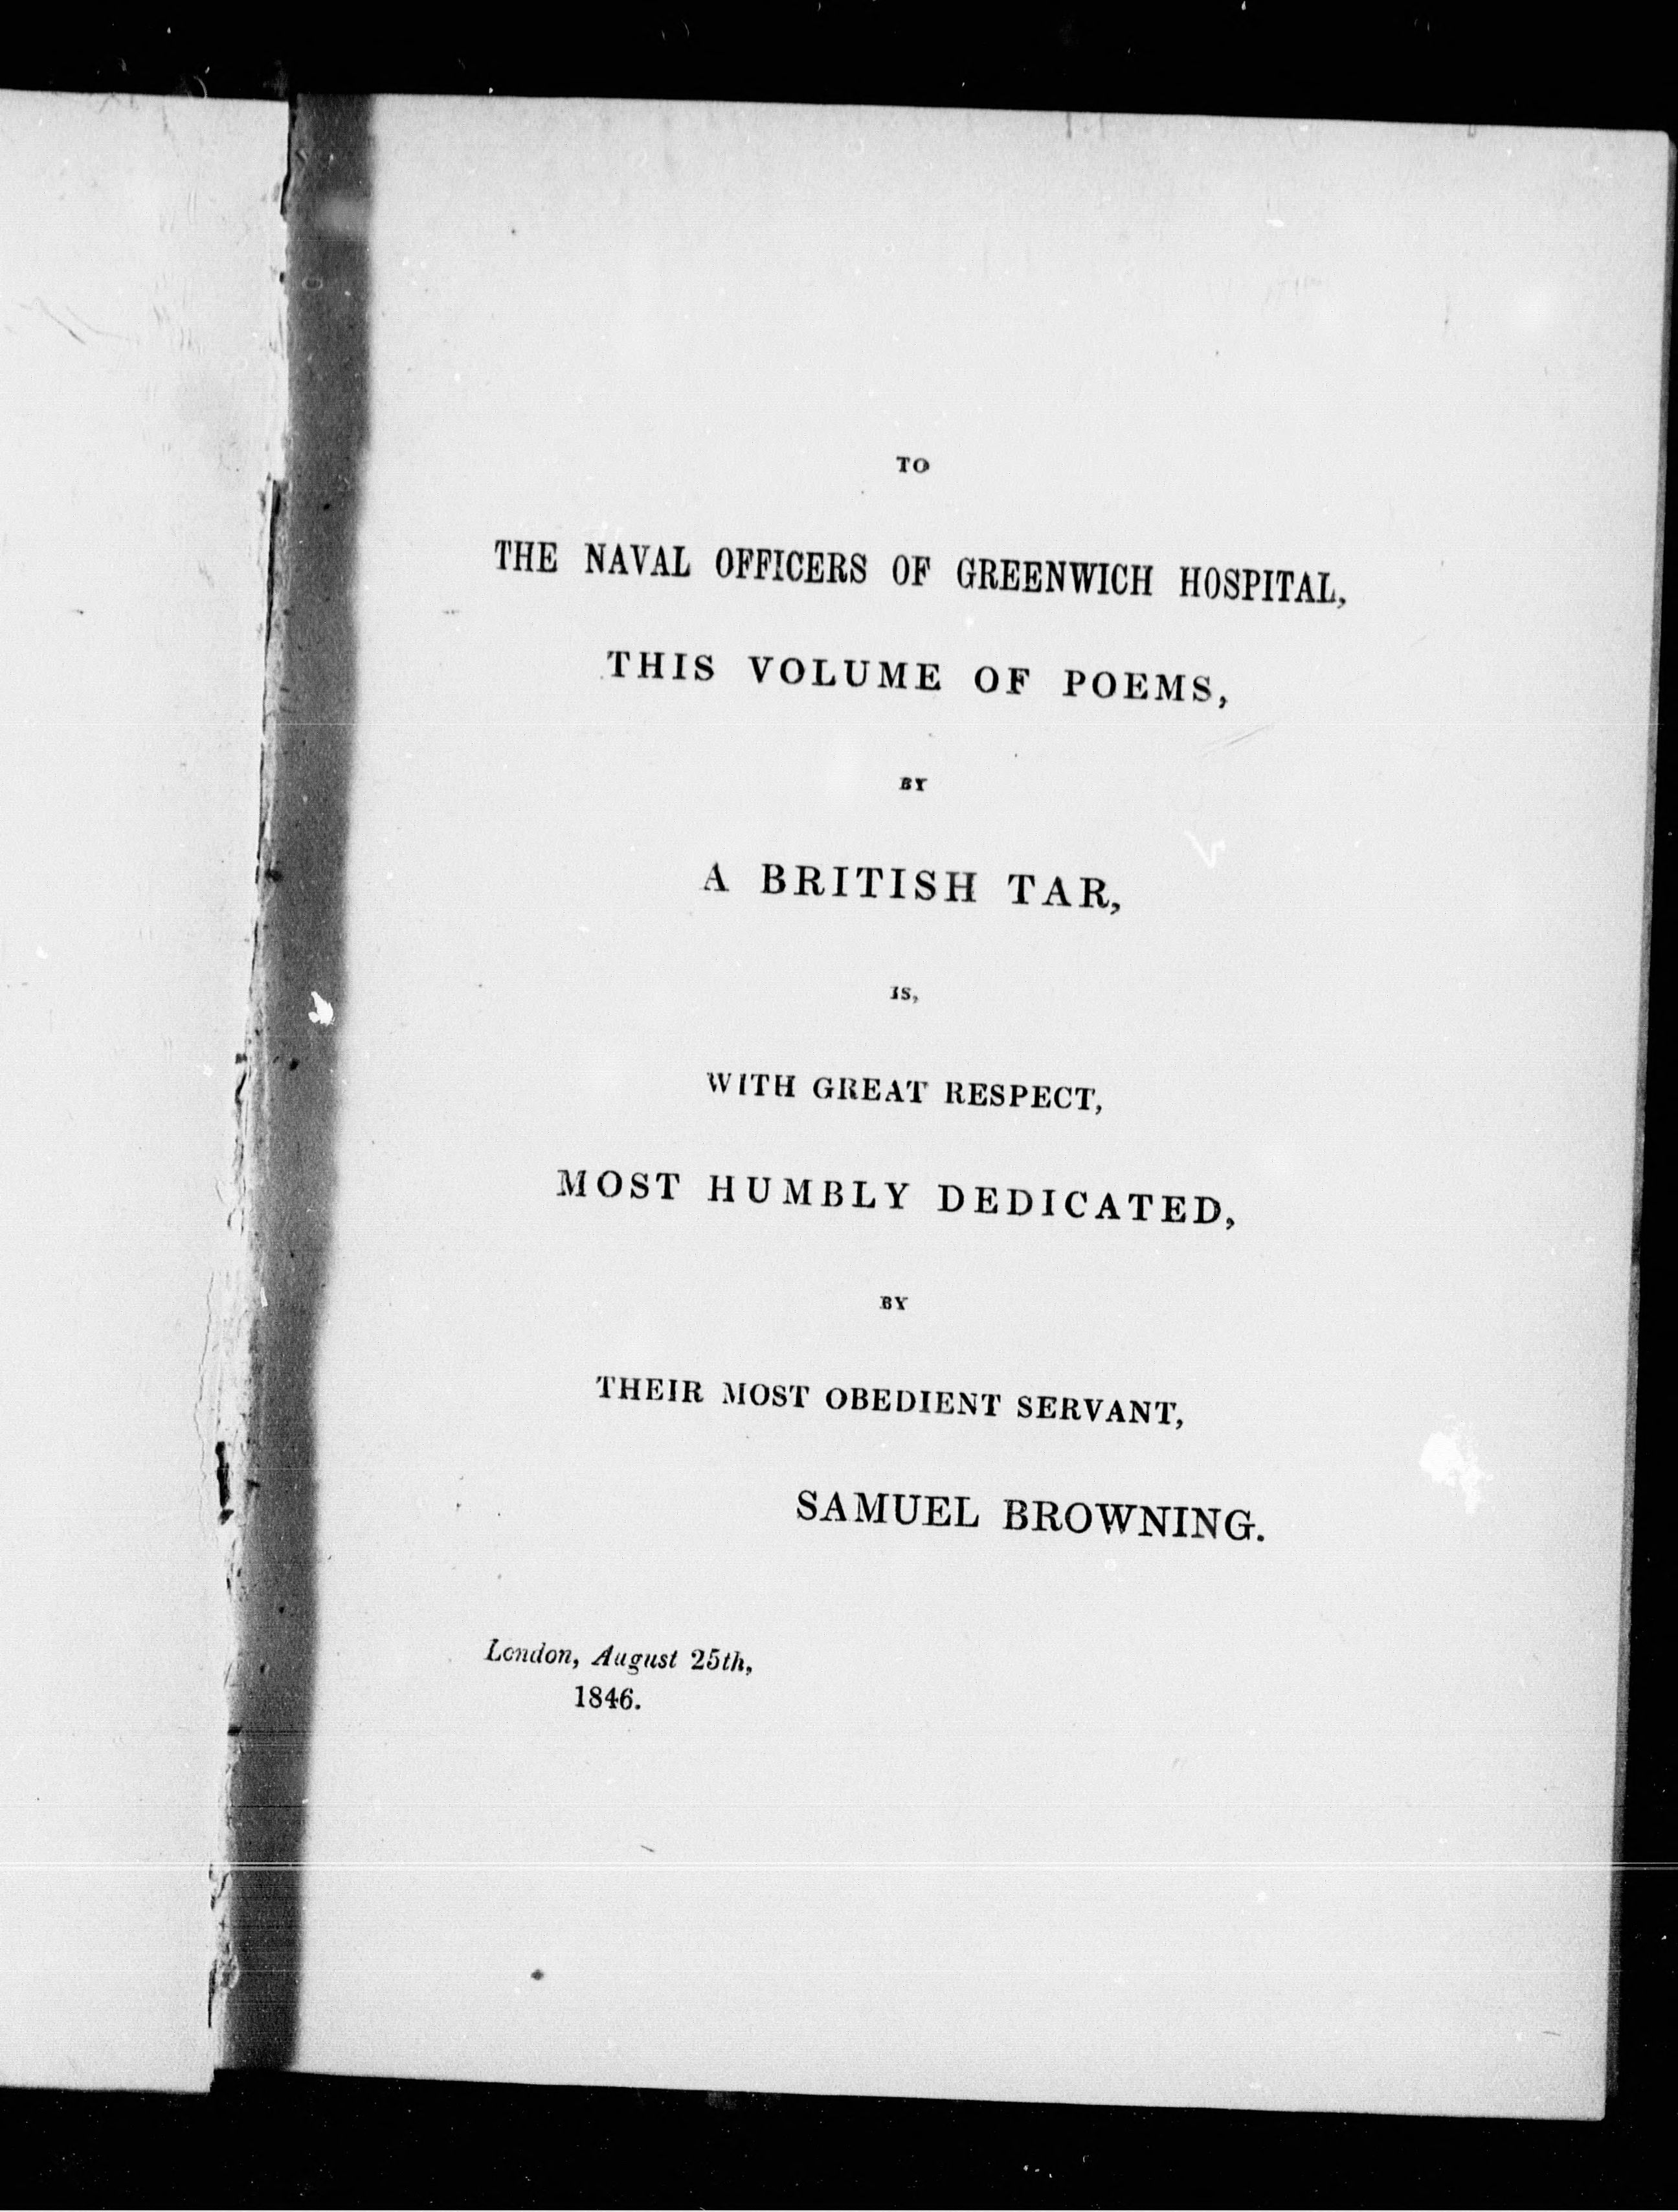 TO
THE NAVAL OFFICERS OF GREENWICH HOSPITAL,
THIS VOLUME OF POEMS,
BY
A BRITISH TAR,
IS,
WITH GREAT RESPECT,
MOST HUMBLY DEDICATED,
BY
THEIR MOST OBEDIENT SERVANT,
SAMUEL BROWNING.
London, August 25th,
1846.